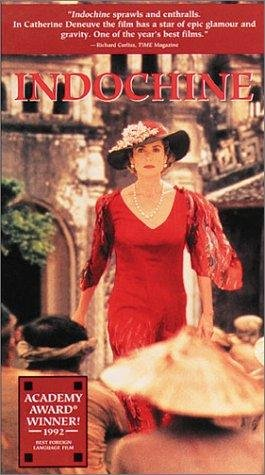 "Indochine sprawls and enthralls.
In Catherine Deneuve the film has a star of epic glamour and
gravity. One of the year's best films."
—Richard Corliss, TIME Magazine
INDOCHINE
ACADEMY
AWARD®
WINNER!
-1992-
BEST FOREIGN
LANGUAGE FILM